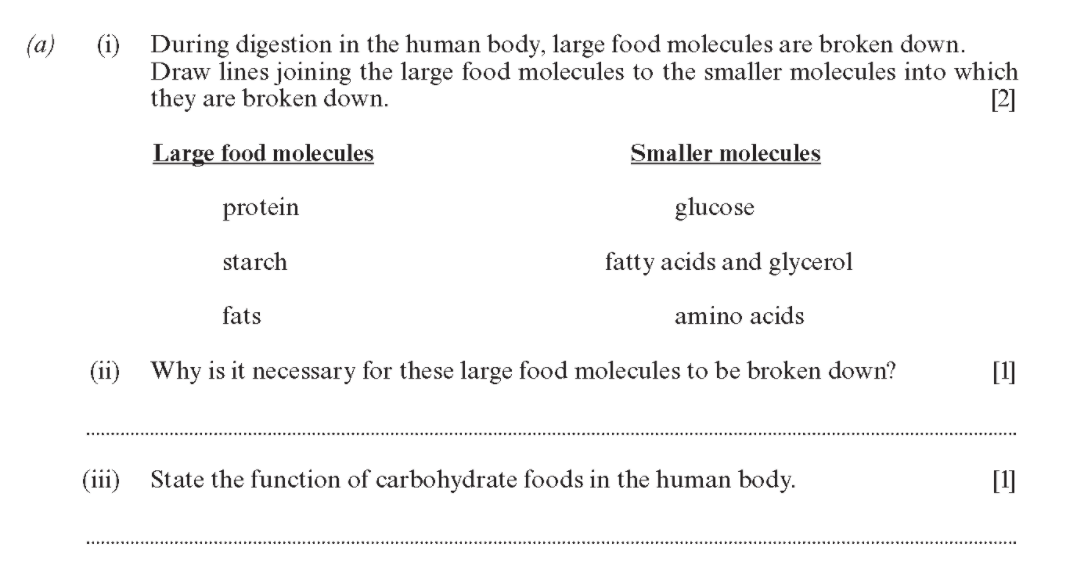 (a) (i) During digestion in the human body, large food molecules are broken down.
Draw lines joining the large food molecules to the smaller molecules into which
they are broken down. [2]
Large food molecules Smaller molecules
protein glucose
starch fatty acids and glycerol
fats amino acids
(ii) Why is it necessary for these large food molecules to be broken down? [1]
(iii) State the function of carbohydrate foods in the human body. [1]